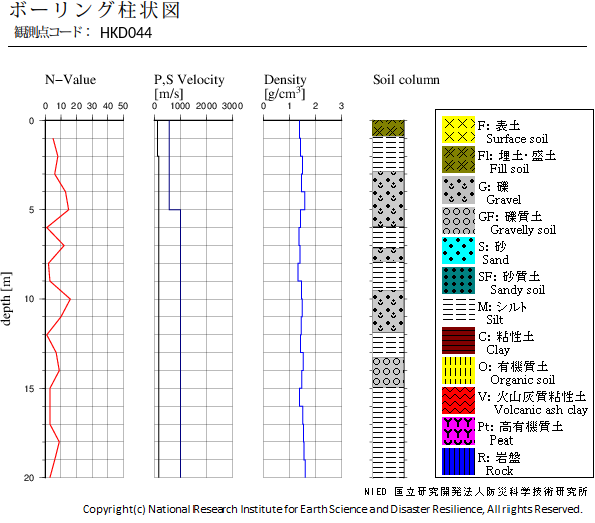 ボーリング柱状図
観測点コード： HKD044
N-Value
P,S Velocity
[m/s]
Density
[g/cm3]
Soil column
0 10 20 30 40 50
0 1000 2000 3000
0 1 2 3
0
5
10
15
20
depth [m]
F: 表土
Surface soil
Fl: 埋土・盛土
Fill soil
G: 礫
Gravel
GF: 礫質土
Gravelly soil
S: 砂
Sand
SF: 砂質土
Sandy soil
M: シルト
Silt
C: 粘性土
Clay
O: 有機質土
Organic soil
V: 火山灰質粘性土
Volcanic ash clay
Pt: 高有機質土
Peat
R: 岩盤
Rock
NIED 国立研究開発法人防災科学技術研究所
Copyright(c) National Research Institute for Earth Science and Disaster Resilience, All rights Reserved.